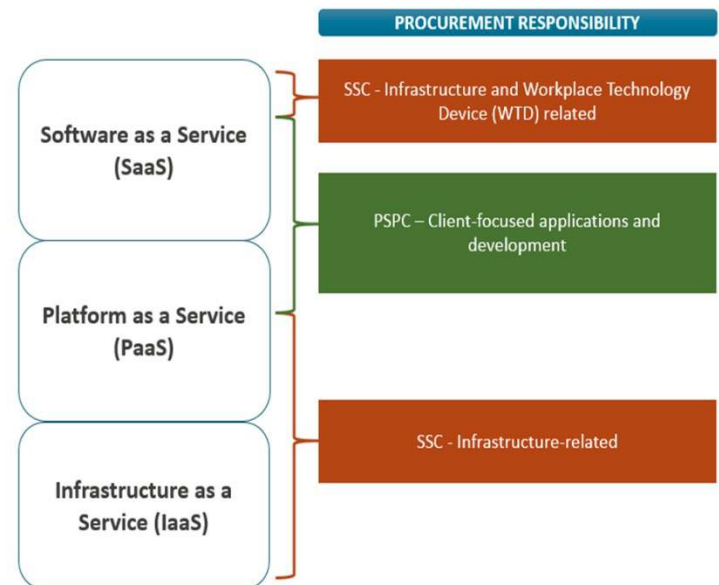 PROCUREMENT RESPONSIBILITY
Software as a Service
(SaaS)
SSC - Infrastructure and Workplace Technology
Device (WTD) related
PSPC – Client-focused applications and
development
Platform as a Service
(PaaS)
SSC - Infrastructure-related
Infrastructure as a
Service (IaaS)